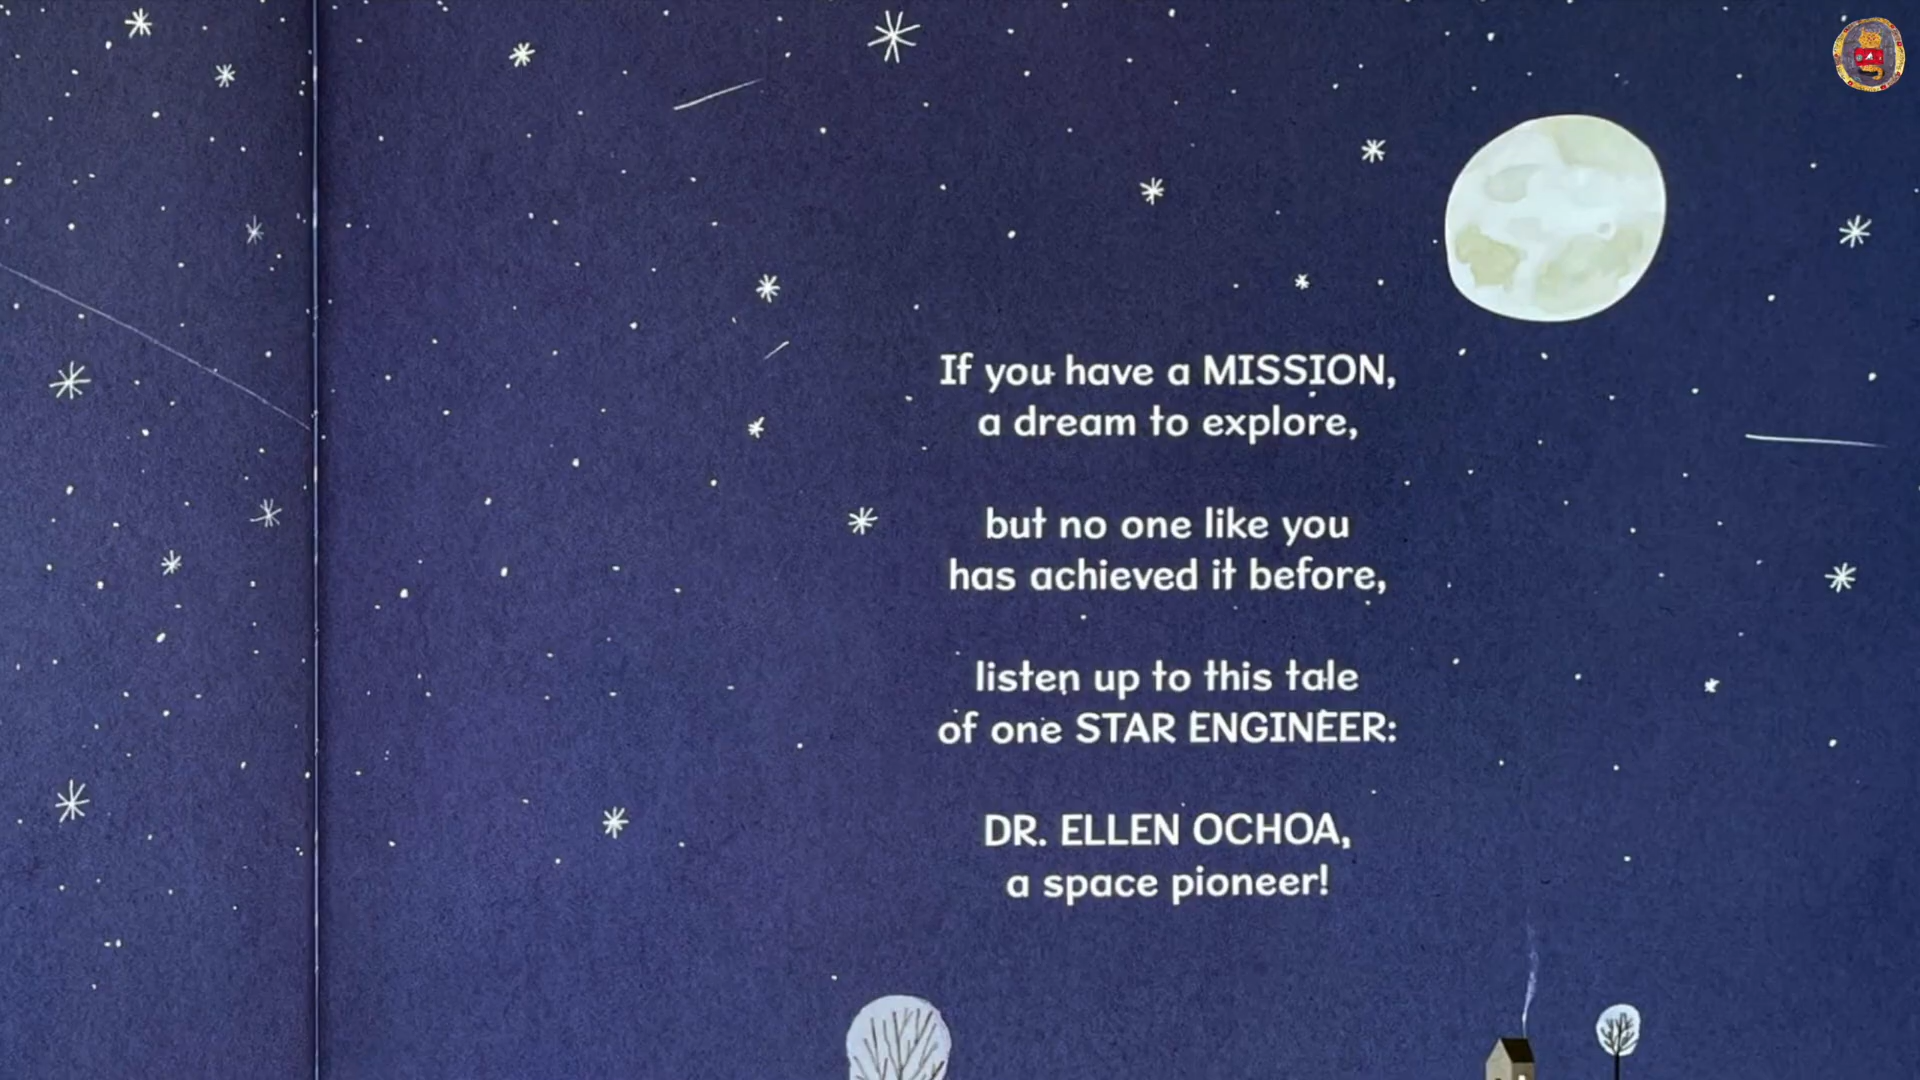 If you have a MISSION,
a dream to explore,
but no one like you
has achieved it before,
listen up to this tale
of one STAR ENGINEER:
DR. ELLEN OCHOA,
a space pioneer!